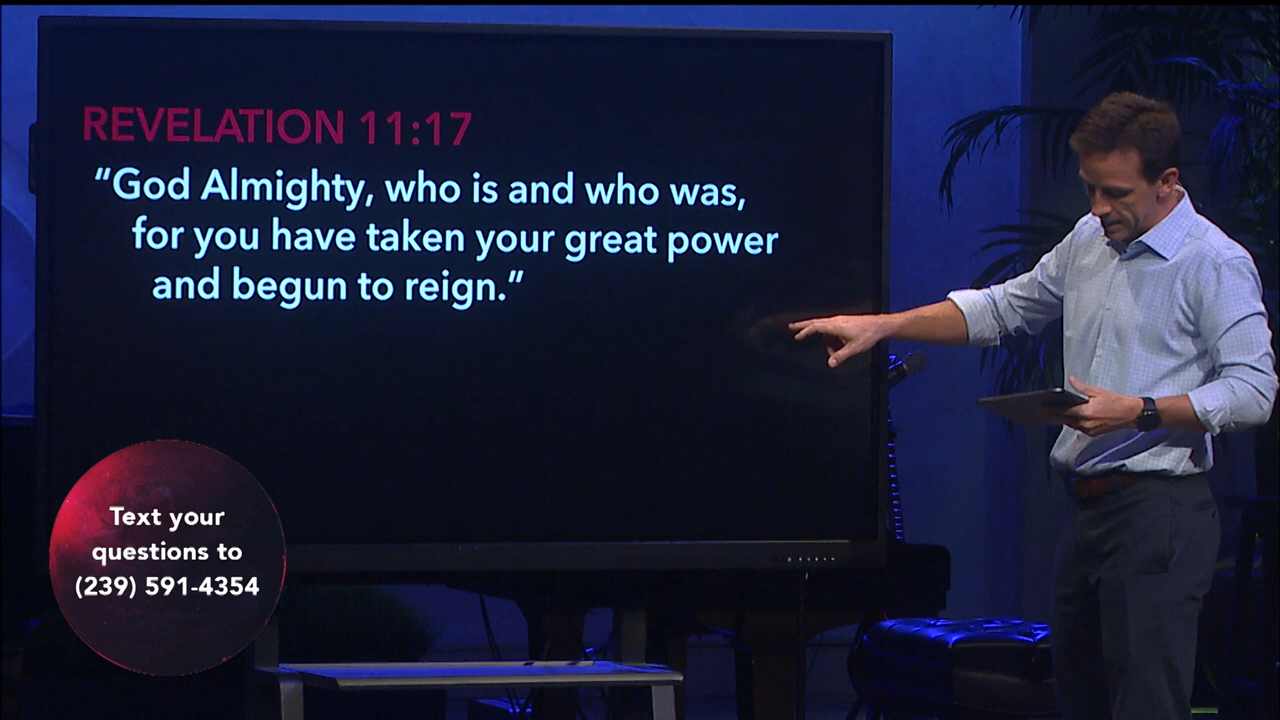 REVELATION 11:17
“God Almighty, who is and who was,
for you have taken your great power
and begun to reign.”
Text your
questions to
(239) 591-4354